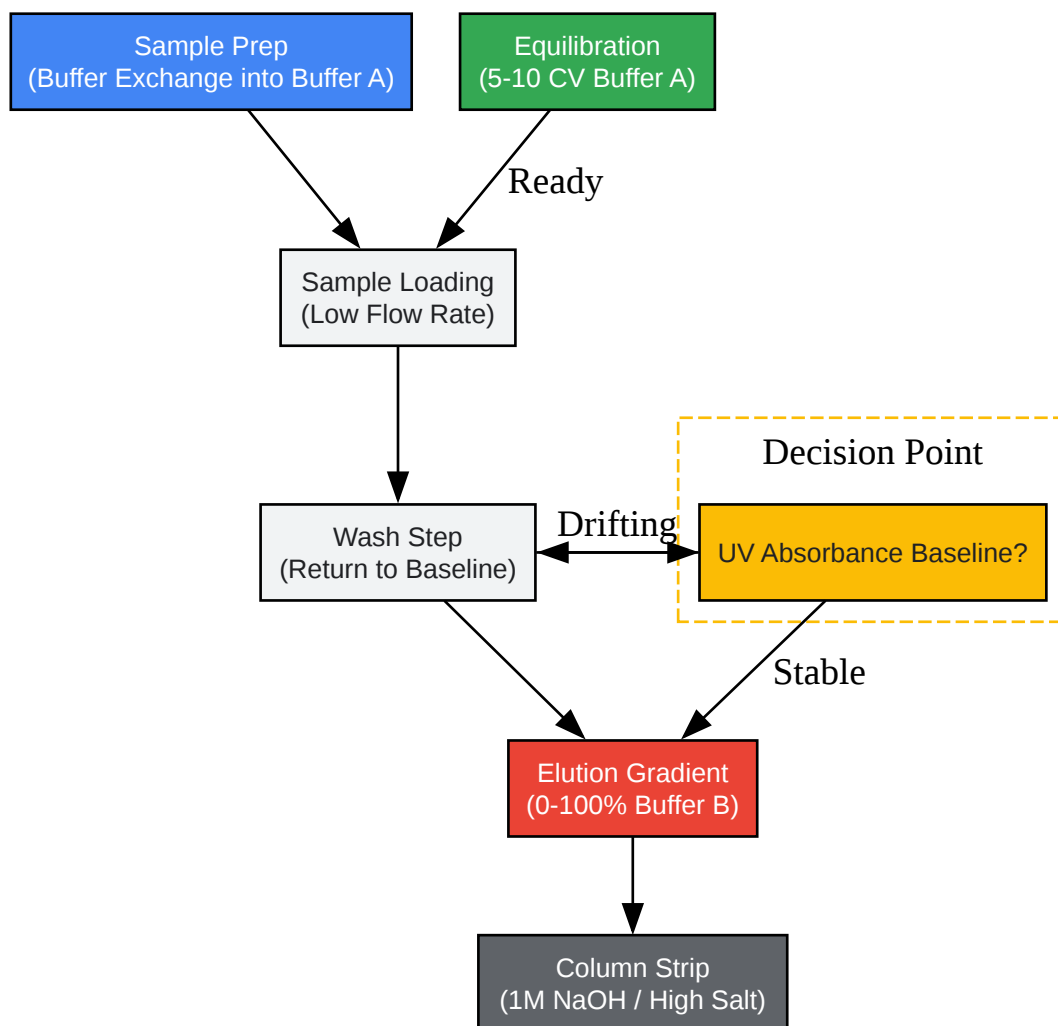 Sample Prep
(Buffer Exchange into Buffer A)
Equilibration
(5-10 CV Buffer A)
Ready
Sample Loading
(Low Flow Rate)
Decision Point
Wash Step
(Return to Baseline)
Drifting
UV Absorbance Baseline?
Stable
Elution Gradient
(0-100% Buffer B)
Column Strip
(1M NaOH / High Salt)